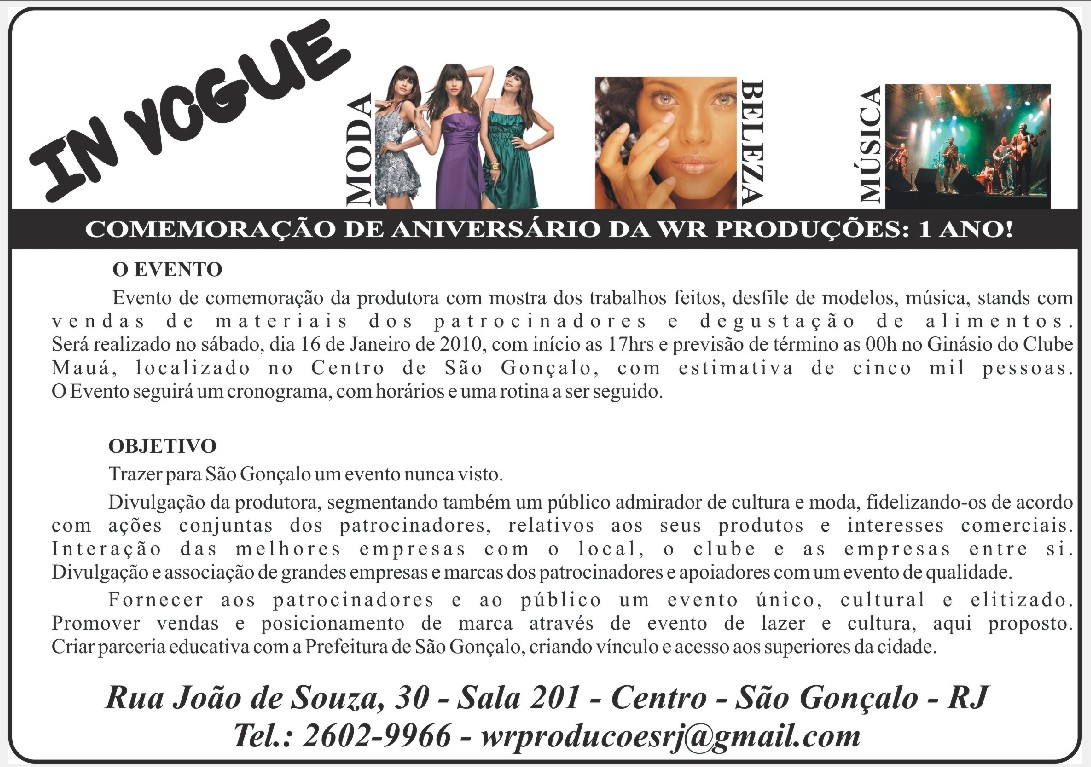 IN VOGUE
MODA
BELEZA
MÚSICA
COMEMORAÇÃO DE ANIVERSÁRIO DA WR PRODUÇÕES: 1 ANO!
O EVENTO
Evento de comemoração da produtora com mostra dos trabalhos feitos, desfile de modelos, música, stands com
vendas de materiais dos patrocinadores e degustação de alimentos.
Será realizado no sábado, dia 16 de Janeiro de 2010, com início as 17hrs e previsão de término as 00h no Ginásio do Clube
Mauá, localizado no Centro de São Gonçalo, com estimativa de cinco mil pessoas.
O Evento seguirá um cronograma, com horários e uma rotina a ser seguido.
OBJETIVO
Trazer para São Gonçalo um evento nunca visto.
Divulgação da produtora, segmentando também um público admirador de cultura e moda, fidelizando-os de acordo
com ações conjuntas dos patrocinadores, relativos aos seus produtos e interesses comerciais.
Interação das melhores empresas com o local, o clube e as empresas entre si.
Divulgação e associação de grandes empresas e marcas dos patrocinadores e apoiadores com um evento de qualidade.
Fornecer aos patrocinadores e ao público um evento único, cultural e elitizado.
Promover vendas e posicionamento de marca através de evento de lazer e cultura, aqui proposto.
Criar parceria educativa com a Prefeitura de São Gonçalo, criando vínculo e acesso aos superiores da cidade.
Rua João de Souza, 30 - Sala 201 - Centro - São Gonçalo - RJ
Tel.: 2602-9966 - wrproducoesrj@gmail.com